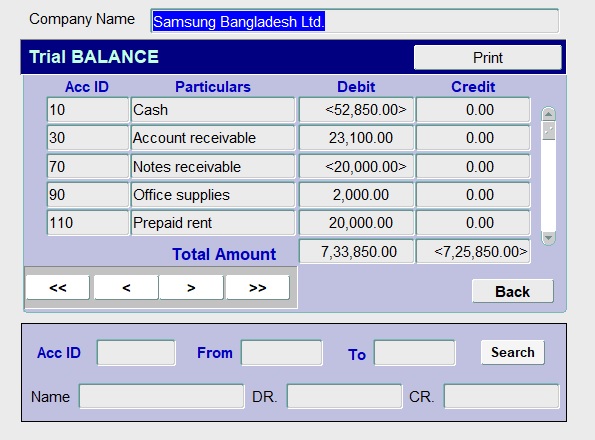 Company Name Samsung Bangladesh Ltd.
Trial BALANCE Print
Acc ID Particulars Debit Credit
10 Cash <52,850.00> 0.00
30 Account receivable 23,100.00 0.00
70 Notes receivable <20,000.00> 0.00
90 Office supplies 2,000.00 0.00
110 Prepaid rent 20,000.00 0.00
Total Amount 7,33,850.00 <7,25,850.00>
<< < > >> Back
Acc ID From To Search
Name DR. CR.